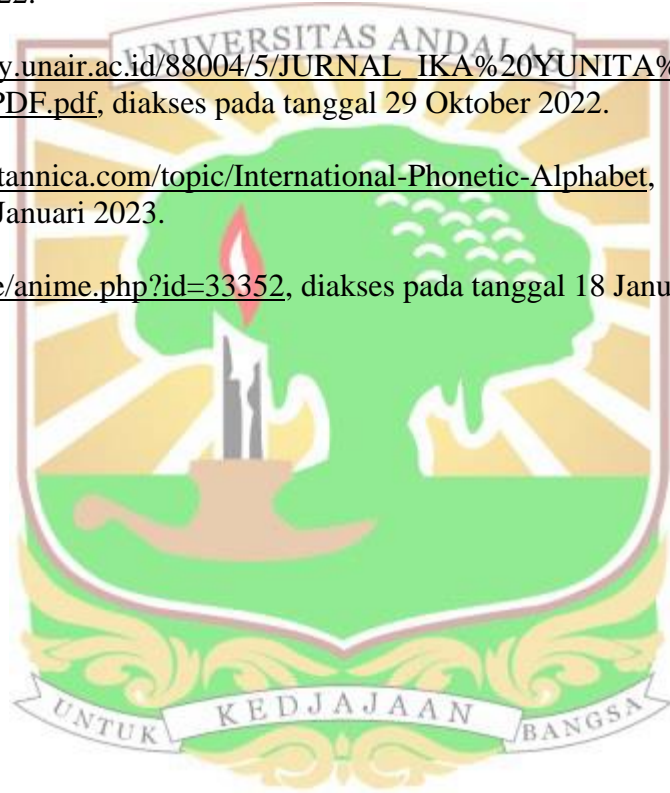 22.
UNIVERSITAS ANDALAS
y.unair.ac.id/88004/5/JURNAL_IKA%20YUNITA%
PDF.pdf, diakses pada tanggal 29 Oktober 2022.
tannica.com/topic/International-Phonetic-Alphabet,
Januari 2023.
e/anime.php?id=33352, diakses pada tanggal 18 Janu
UNTUK KEDJAJAAN BANGSA